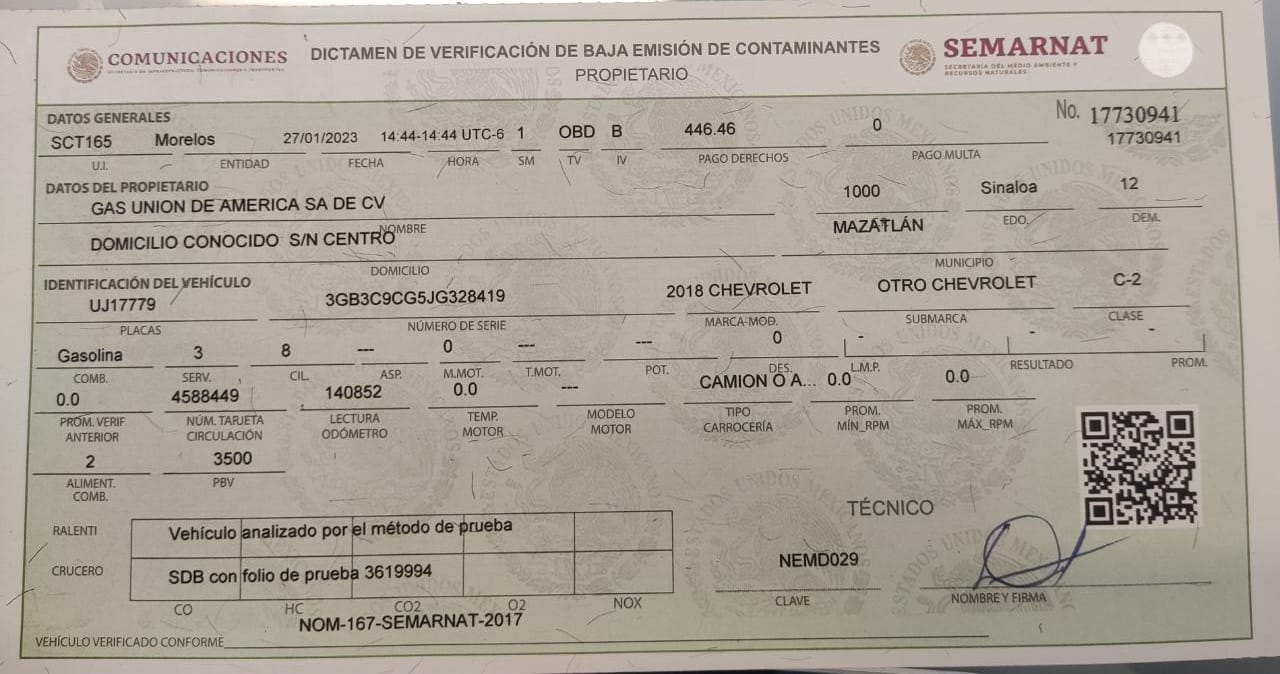 COMUNICACIONES
SECRETARÍA DE INFRAESTRUCTURA, COMUNICACIONES Y TRANSPORTES
DICTAMEN DE VERIFICACIÓN DE BAJA EMISIÓN DE CONTAMINANTES
PROPIETARIO
SEMARNAT
SECRETARÍA DEL MEDIO AMBIENTE Y
RECURSOS NATURALES
DATOS GENERALES
No. 17730941
17730941
SCT165 Morelos 27/01/2023 14:44-14:44 UTC-6 1 OBD B 446.46 0
U.I. ENTIDAD FECHA HORA SM TV IV PAGO DERECHOS PAGO MULTA
DATOS DEL PROPIETARIO
GAS UNION DE AMERICA SA DE CV 1000 Sinaloa 12
NOMBRE EDO. DEM.
DOMICILIO CONOCIDO S/N CENTRO MAZATLÁN
DOMICILIO MUNICIPIO
IDENTIFICACIÓN DEL VEHÍCULO
UJ17779 3GB3C9CG5JG328419 2018 CHEVROLET OTRO CHEVROLET C-2
PLACAS NÚMERO DE SERIE MARCA-MOD. SUBMARCA CLASE
Gasolina 3 8 --- 0 --- --- 0 - - -
COMB. SERV. CIL. ASP. M.MOT. T.MOT. POT. DES. L.M.P. RESULTADO PROM.
0.0 4588449 140852 0.0 --- CAMION O A... 0.0 0.0
PROM. VERIF ANTERIOR NÚM. TARJETA CIRCULACIÓN LECTURA ODÓMETRO TEMP. MOTOR MODELO MOTOR TIPO CARROCERÍA PROM. MÍN_RPM PROM. MÁX_RPM
2 3500
ALIMENT. COMB. PBV
TÉCNICO
RALENTI Vehículo analizado por el método de prueba
CRUCERO SDB con folio de prueba 3619994
CO HC CO2 O2 NOX
NEMD029
CLAVE NOMBRE Y FIRMA
NOM-167-SEMARNAT-2017
VEHÍCULO VERIFICADO CONFORME